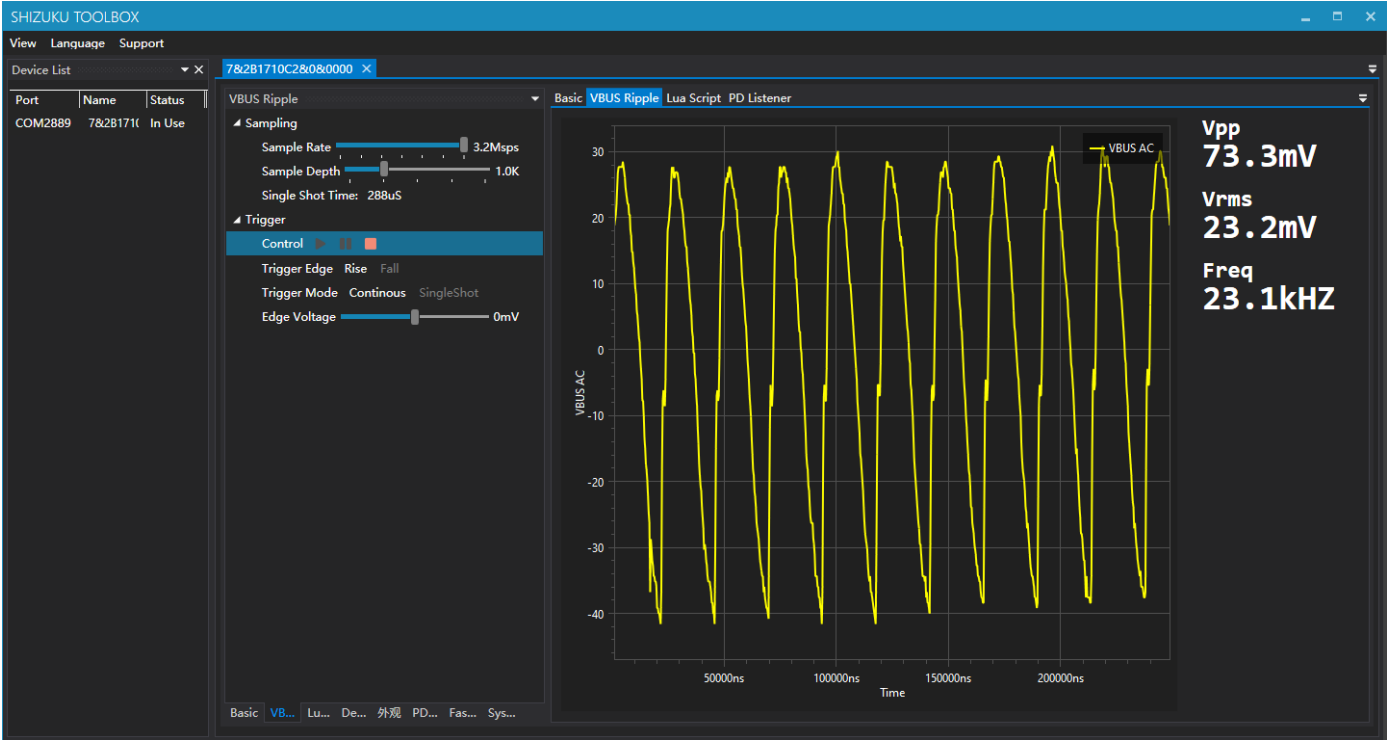 SHIZUKU TOOLBOX
View Language Support
Device List
Port Name Status
COM2889 7&2B171( In Use
7&2B1710C2&0&0000
VBUS Ripple
Sampling
Sample Rate 3.2Msps
Sample Depth 1.0K
Single Shot Time: 288uS
Trigger
Control
Trigger Edge Rise Fall
Trigger Mode Continous SingleShot
Edge Voltage 0mV
Basic VB... Lu... De... 外观 PD... Fas... Sys...
Basic VBUS Ripple Lua Script PD Listener
VBUS AC
30
20
10
0
-10
-20
-30
-40
VBUS AC
50000ns 100000ns 150000ns 200000ns
Time
Vpp
73.3mV
Vrms
23.2mV
Freq
23.1kHZ